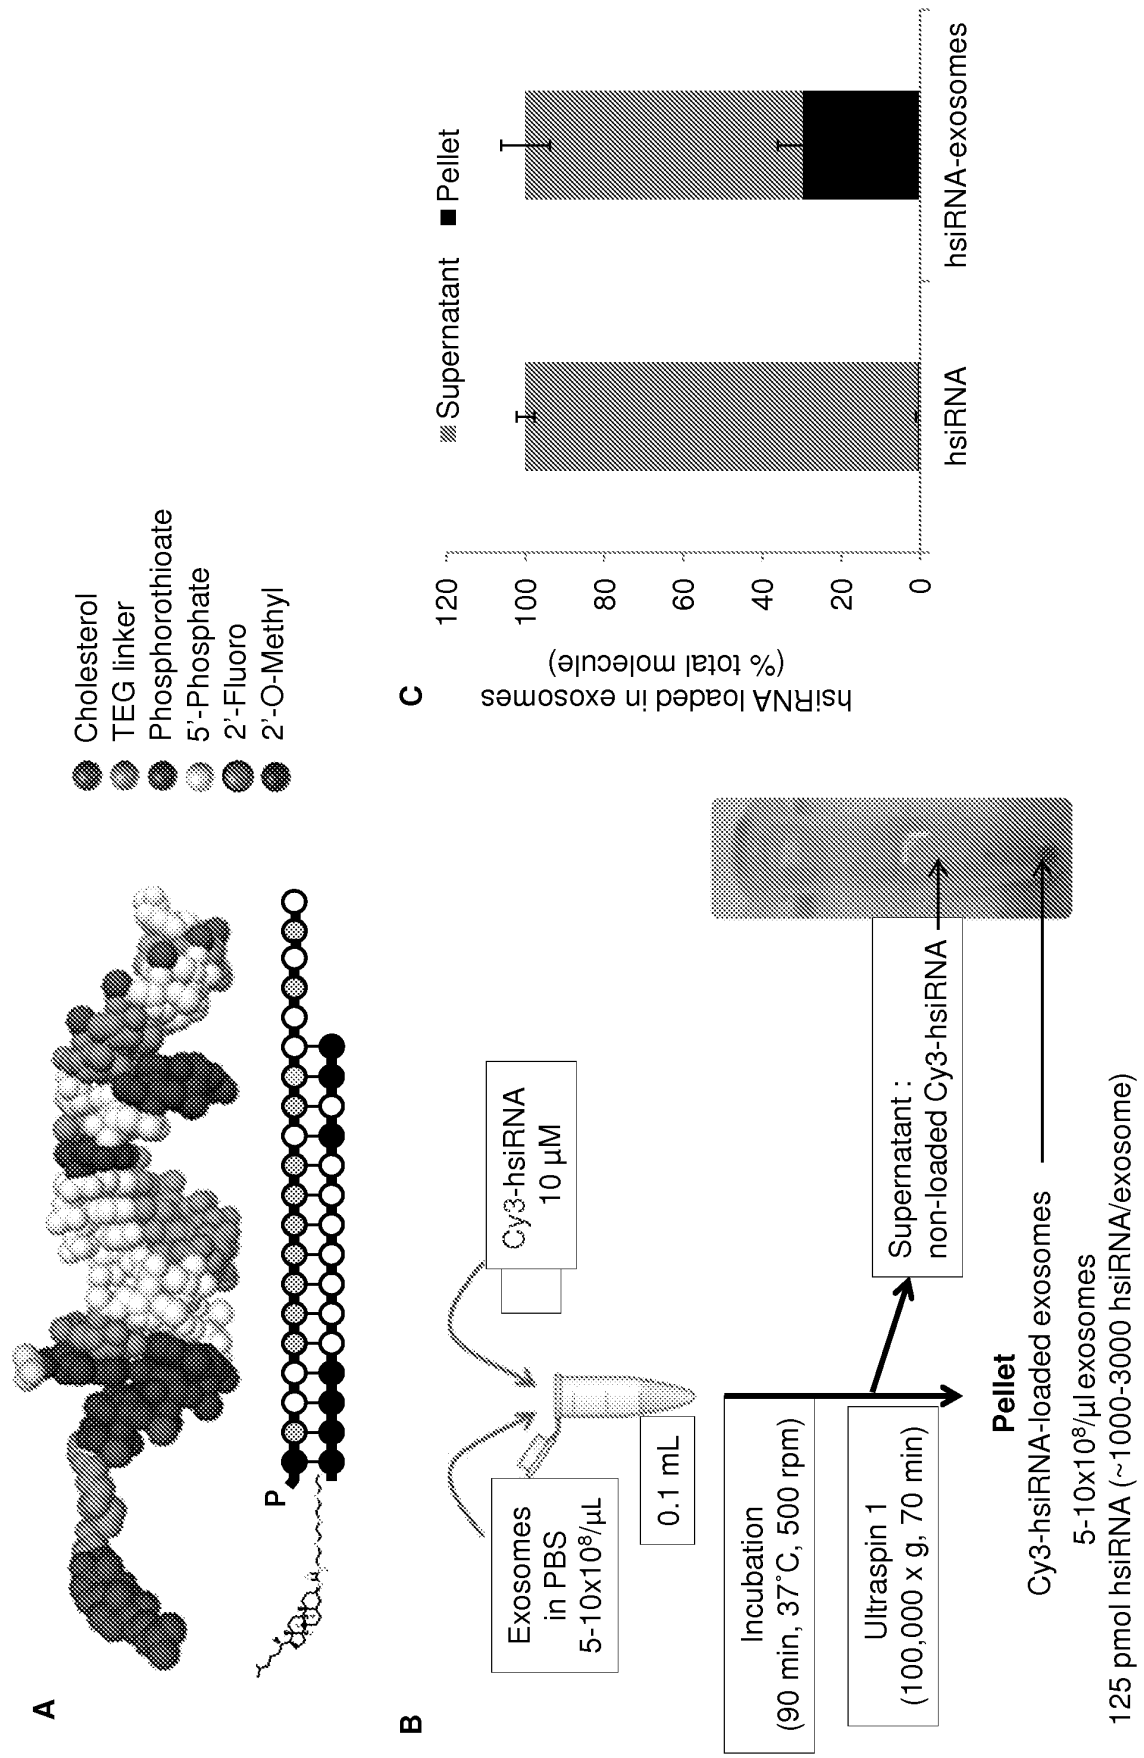 A
Cholesterol
TEG linker
Phosphorothioate
5'-Phosphate
2'-Fluoro
2'-O-Methyl
P
B
Exosomes
in PBS
5-10x10⁸/µL
Cy3-hsiRNA
10 µM
0.1 mL
Incubation
(90 min, 37˚C, 500 rpm)
Ultraspin 1
(100,000 x g, 70 min)
Supernatant :
non-loaded Cy3-hsiRNA
Pellet
Cy3-hsiRNA-loaded exosomes
5-10x10⁸/µl exosomes
125 pmol hsiRNA (~1000-3000 hsiRNA/exosome)
C
Supernatant
Pellet
hsiRNA loaded in exosomes
(% total molecule)
120
100
80
60
40
20
0
hsiRNA
hsiRNA-exosomes